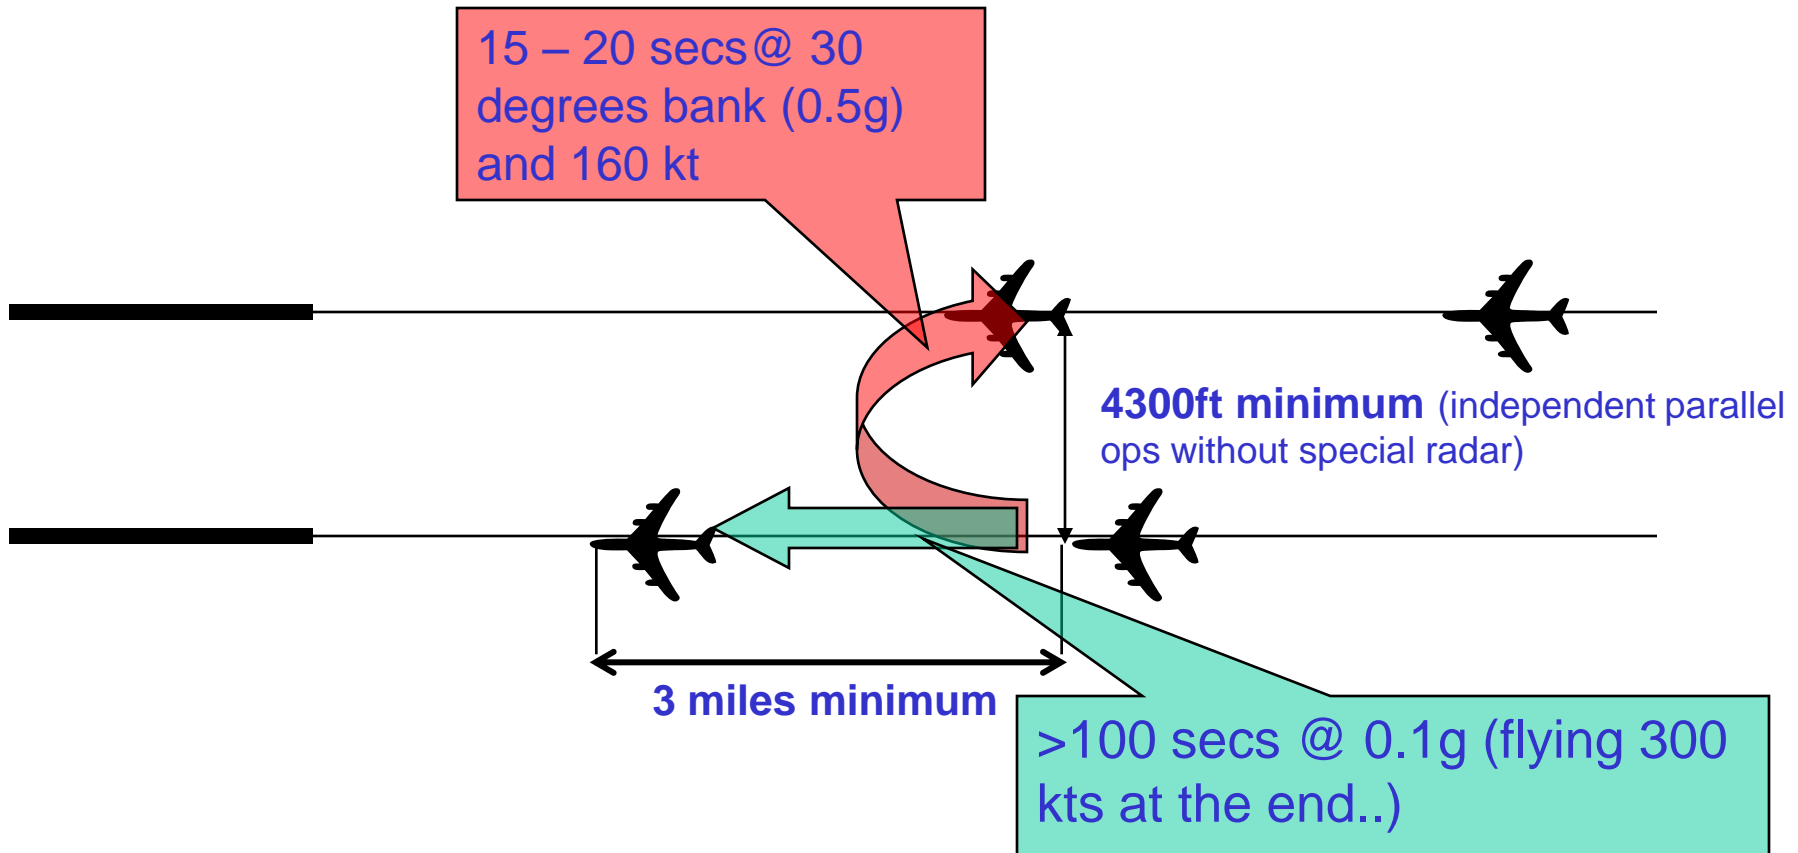 15 – 20 secs@ 30
degrees bank (0.5g)
and 160 kt
4300ft minimum (independent parallel
ops without special radar)
3 miles minimum
>100 secs @ 0.1g (flying 300
kts at the end..)